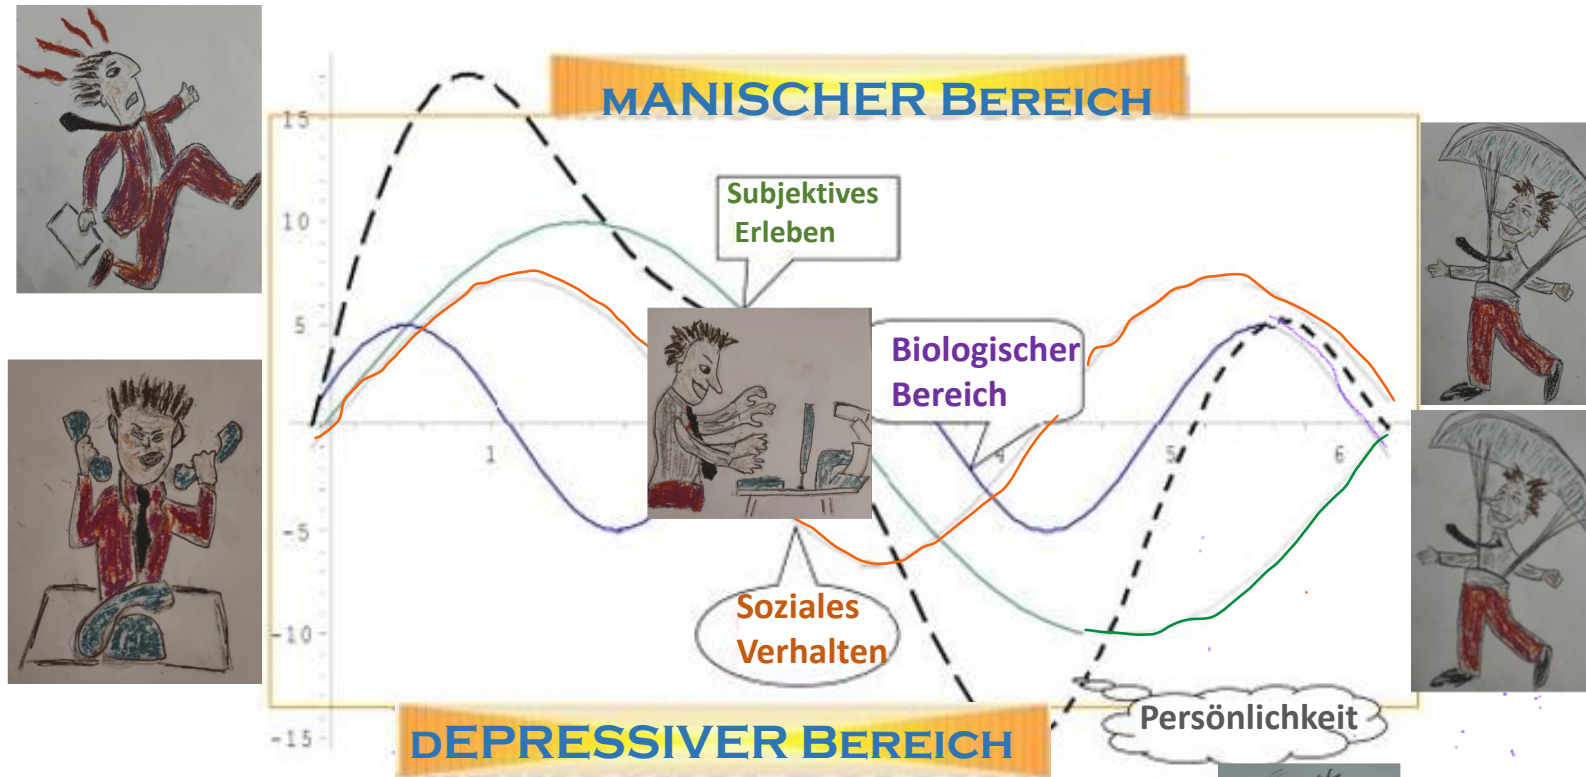 mANISCHER BEREICH
15
Subjektives
Erleben
10
5
Biologischer
Bereich
1
4
5
6
-5
Soziales
Verhalten
-10
Persönlichkeit
-15
dEPRESSIVER BEREICH